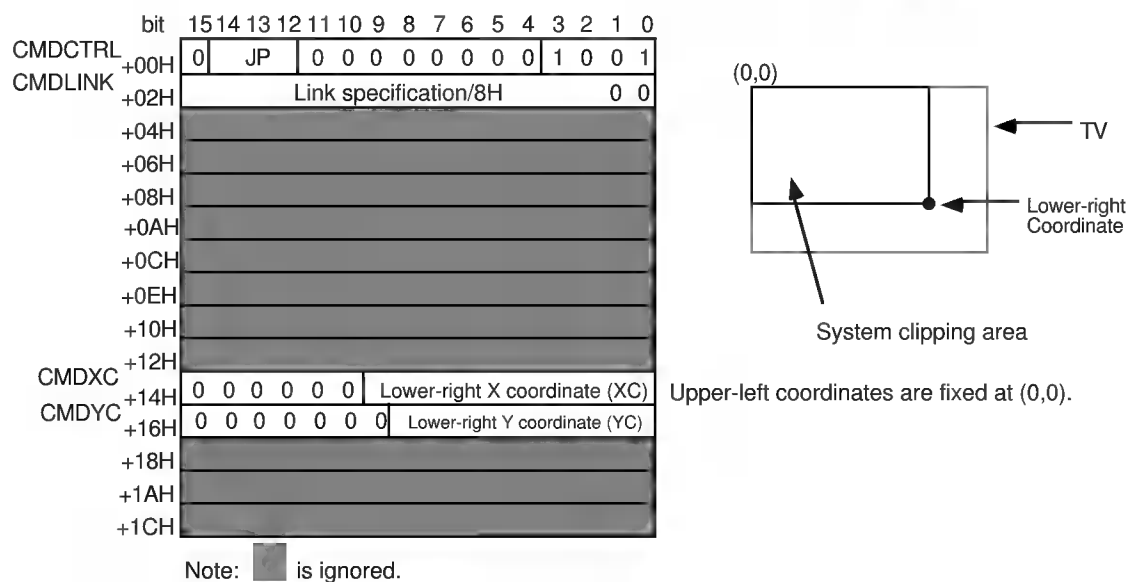 bit 15 14 13 12 11 10 9 8 7 6 5 4 3 2 1 0
CMDCTRL +00H 0 JP 0 0 0 0 0 0 0 0 1 0 0 1
CMDLINK +02H Link specification/8H 0 0
+04H
+06H
+08H
+0AH
+0CH
+0EH
+10H
+12H
CMDXC +14H 0 0 0 0 0 0 Lower-right X coordinate (XC)
CMDYC +16H 0 0 0 0 0 0 0 Lower-right Y coordinate (YC)
+18H
+1AH
+1CH
Note: is ignored.
(0,0)
TV
Lower-right
Coordinate
System clipping area
Upper-left coordinates are fixed at (0,0).